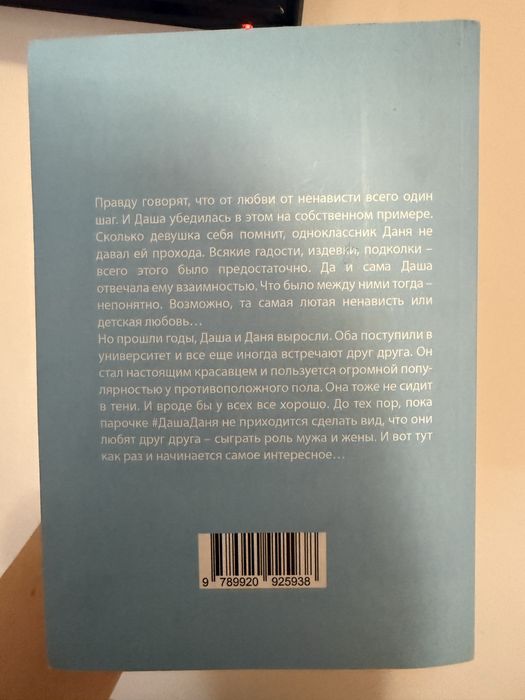 Правду говорят, что от любви от ненависти всего один
шаг. И Даша убедилась в этом на собственном примере.
Сколько девушка себя помнит, одноклассник Даня не
давал ей прохода. Всякие гадости, издевки, подколки –
всего этого было предостаточно. Да и сама Даша
отвечала ему взаимностью. Что было между ними тогда –
непонятно. Возможно, та самая лютая ненависть или
детская любовь...
Но прошли годы, Даша и Даня выросли. Оба поступили в
университет и все еще иногда встречают друг друга. Он
стал настоящим красавцем и пользуется огромной попу-
лярностью у противоположного пола. Она тоже не сидит
в тени. И вроде бы у всех все хорошо. До тех пор, пока
парочке #ДашаДаня не приходится сделать вид, что они
любят друг друга – сыграть роль мужа и жены. И вот тут
как раз и начинается самое интересное...
9 789920 925938